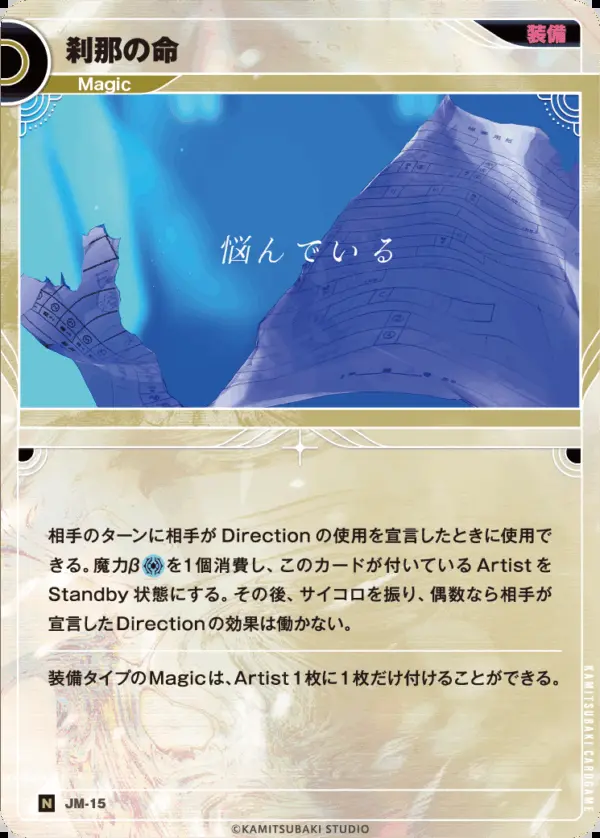 刹那の命
装備
Magic
悩んでいる
相手のターンに相手が Direction の使用を宣言したときに使用で
きる。魔力βを1個消費し、このカードが付いている Artist を
Standby 状態にする。その後、サイコロを振り、偶数なら相手が
宣言したDirectionの効果は働かない。
装備タイプのMagicは、Artist 1枚に1枚だけ付けることができる。
KAMITSUBAKI CARDGAME
N JM-15
©KAMITSUBAKI STUDIO